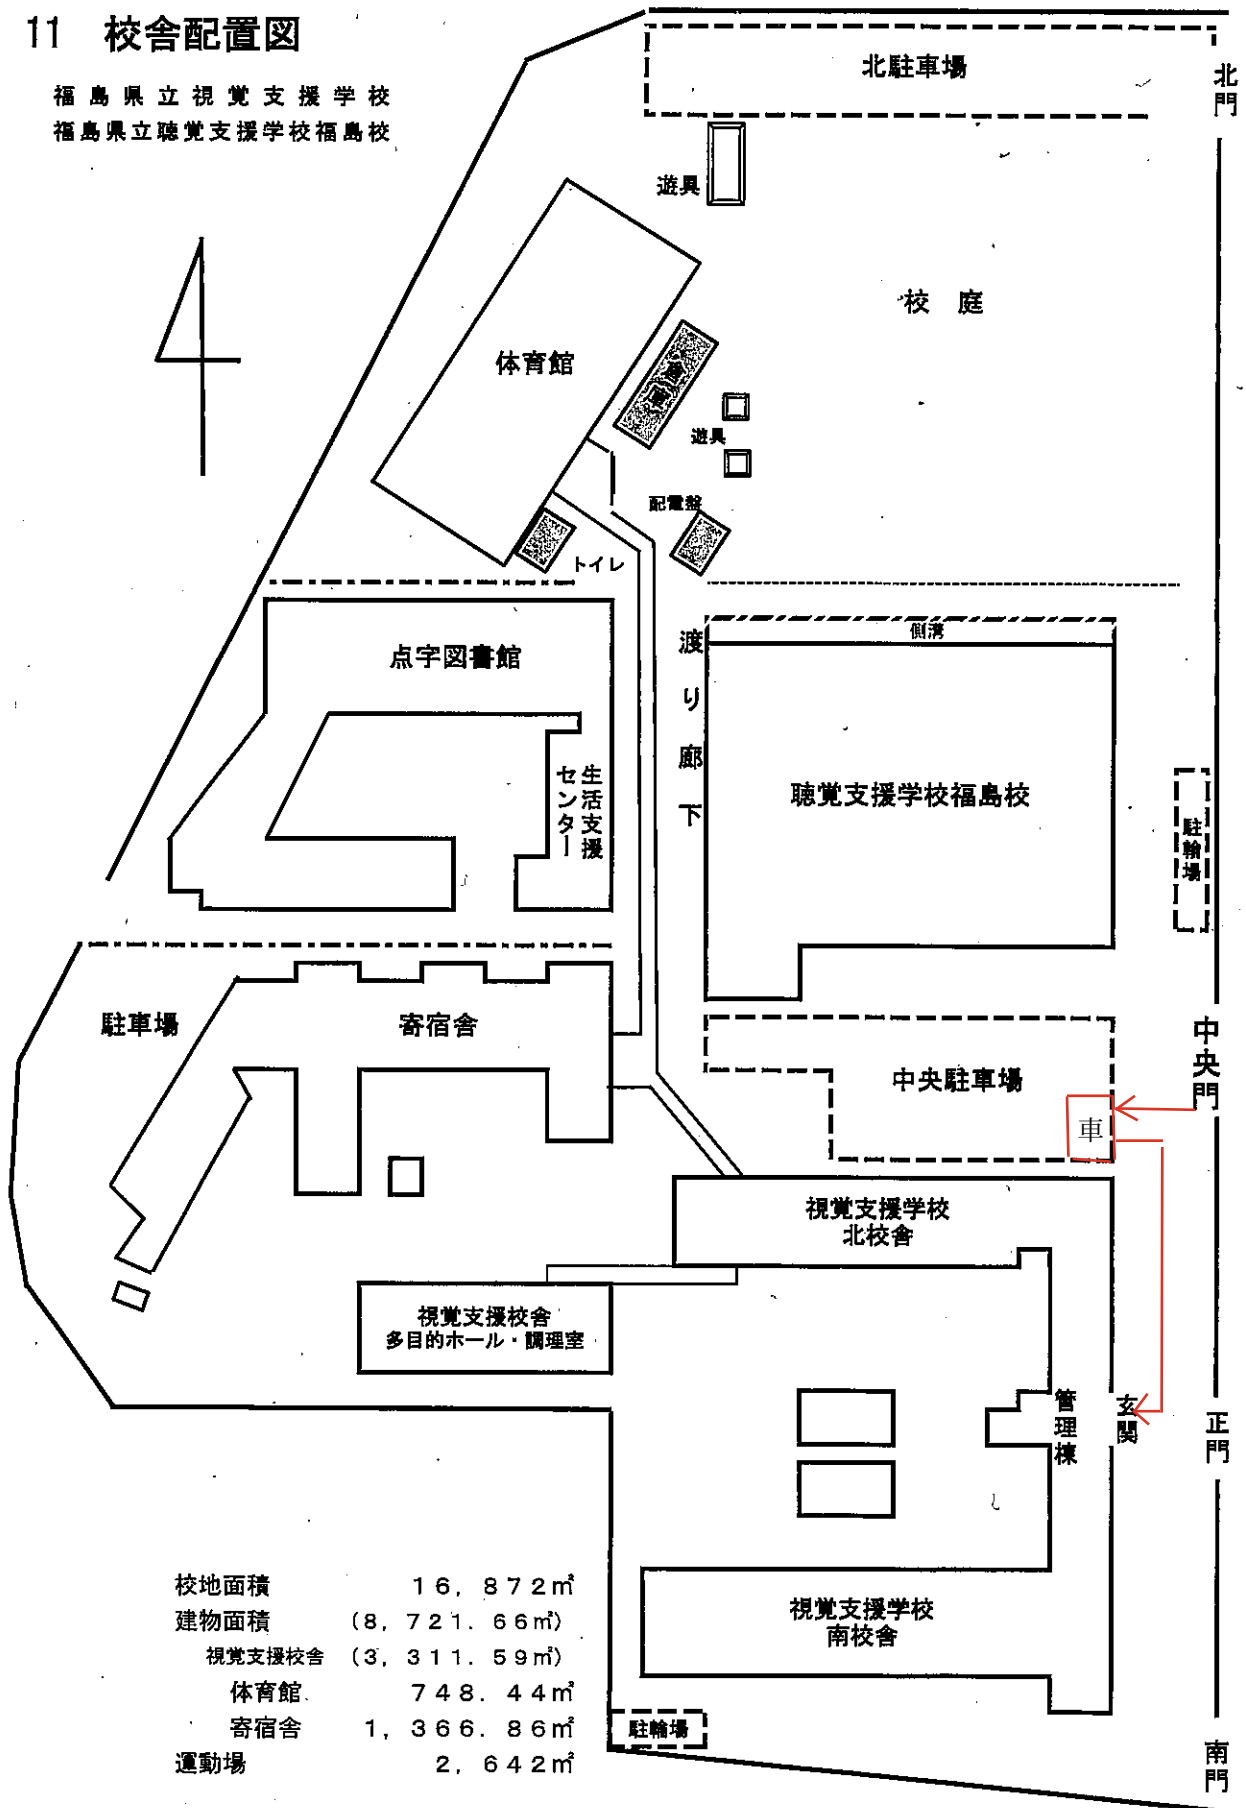 11 校舎配置図
福島県立視覚支援学校
福島県立聴覚支援学校福島校
北駐車場
北門
遊具
校庭
体育館
倉庫
遊具
配電盤
トイレ
側溝
点字図書館
渡り廊下
生活支援
センター
聴覚支援学校福島校
駐輪場
駐車場
寄宿舎
中央駐車場
中央門
車
視覚支援学校
北校舎
視覚支援校舎
多目的ホール・調理室
管理棟
玄関
正門
視覚支援学校
南校舎
駐輪場
南門
校地面積 16,872㎡
建物面積 (8,721.66㎡)
視覚支援校舎 (3,311.59㎡)
体育館 748.44㎡
寄宿舎 1,366.86㎡
運動場 2,642㎡